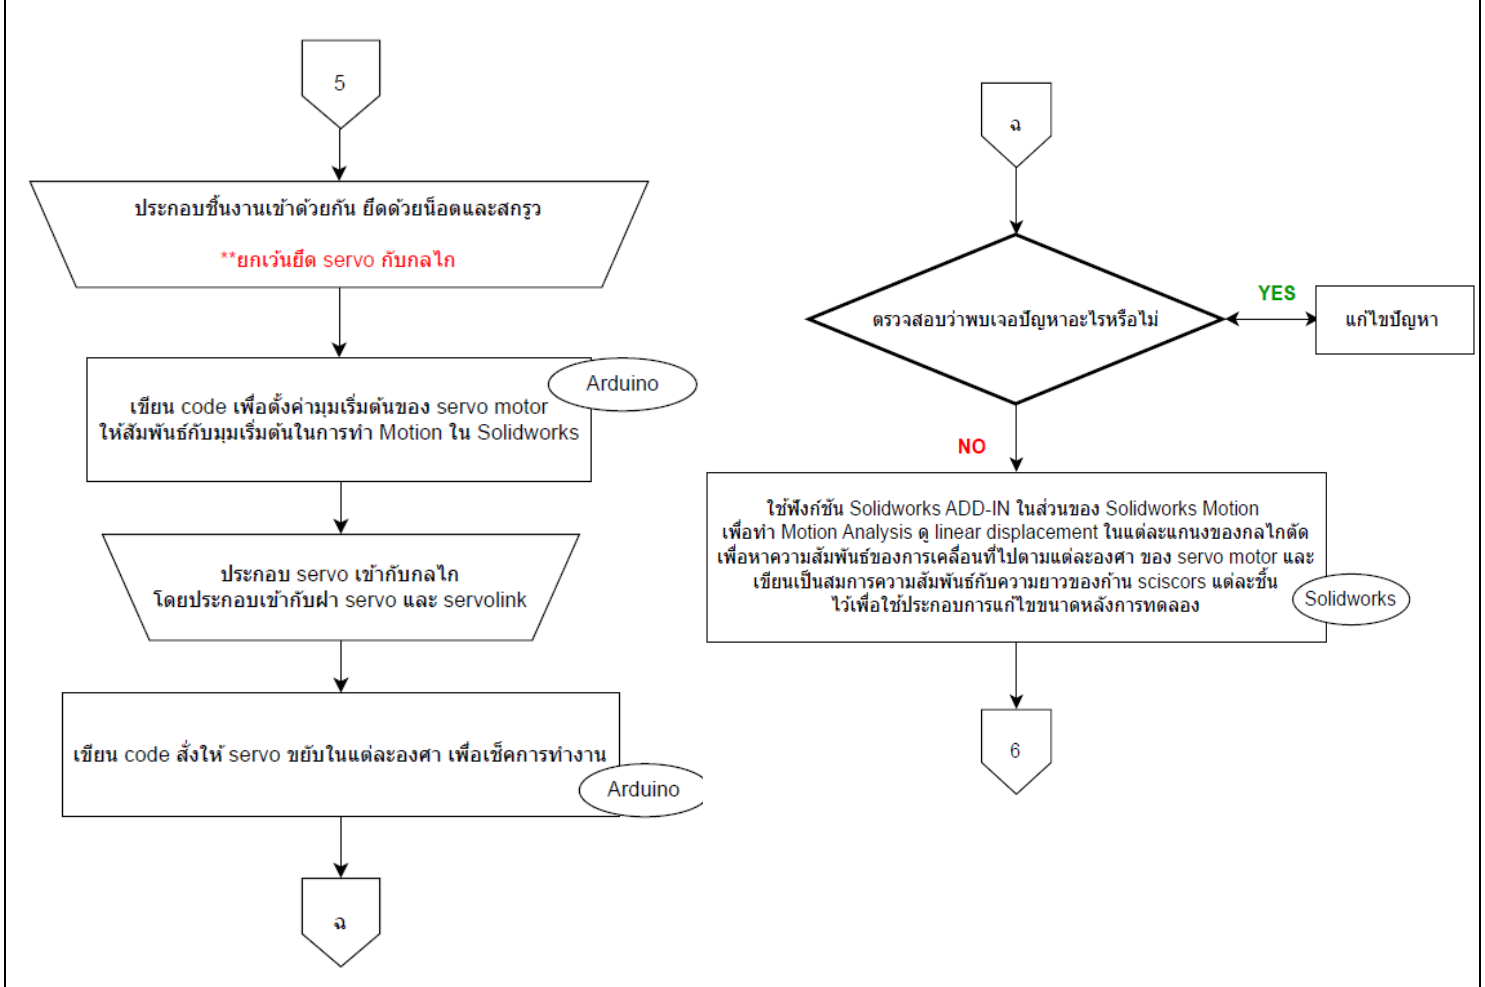 5
ประกอบชิ้นงานเข้าด้วยกัน ยึดด้วยน็อตและสกรูว
**ยกเว้นยึด servo กับกลไก
Arduino
เขียน code เพื่อตั้งค่ามุมเริ่มต้นของ servo motor
ให้สัมพันธ์กับมุมเริ่มต้นในการทำ Motion ใน Solidworks
ประกอบ servo เข้ากับกลไก
โดยประกอบเข้ากับฝา servo และ servolink
เขียน code สั่งให้ servo ขยับในแต่ละองศา เพื่อเช็คการทำงาน
Arduino
ฉ
ฉ
ตรวจสอบว่าพบเจอปัญหาอะไรหรือไม่
YES
แก้ไขปัญหา
NO
ใช้ฟังก์ชัน Solidworks ADD-IN ในส่วนของ Solidworks Motion
เพื่อทำ Motion Analysis ดู linear displacement ในแต่ละแกนงของกลไกตัด
เพื่อหาความสัมพันธ์ของการเคลื่อนที่ไปตามแต่ละองศา ของ servo motor และ
เขียนเป็นสมการความสัมพันธ์กับความยาวของก้าน sciscors แต่ละชิ้น
ไว้เพื่อใช้ประกอบการแก้ไขขนาดหลังการทดลอง
Solidworks
6